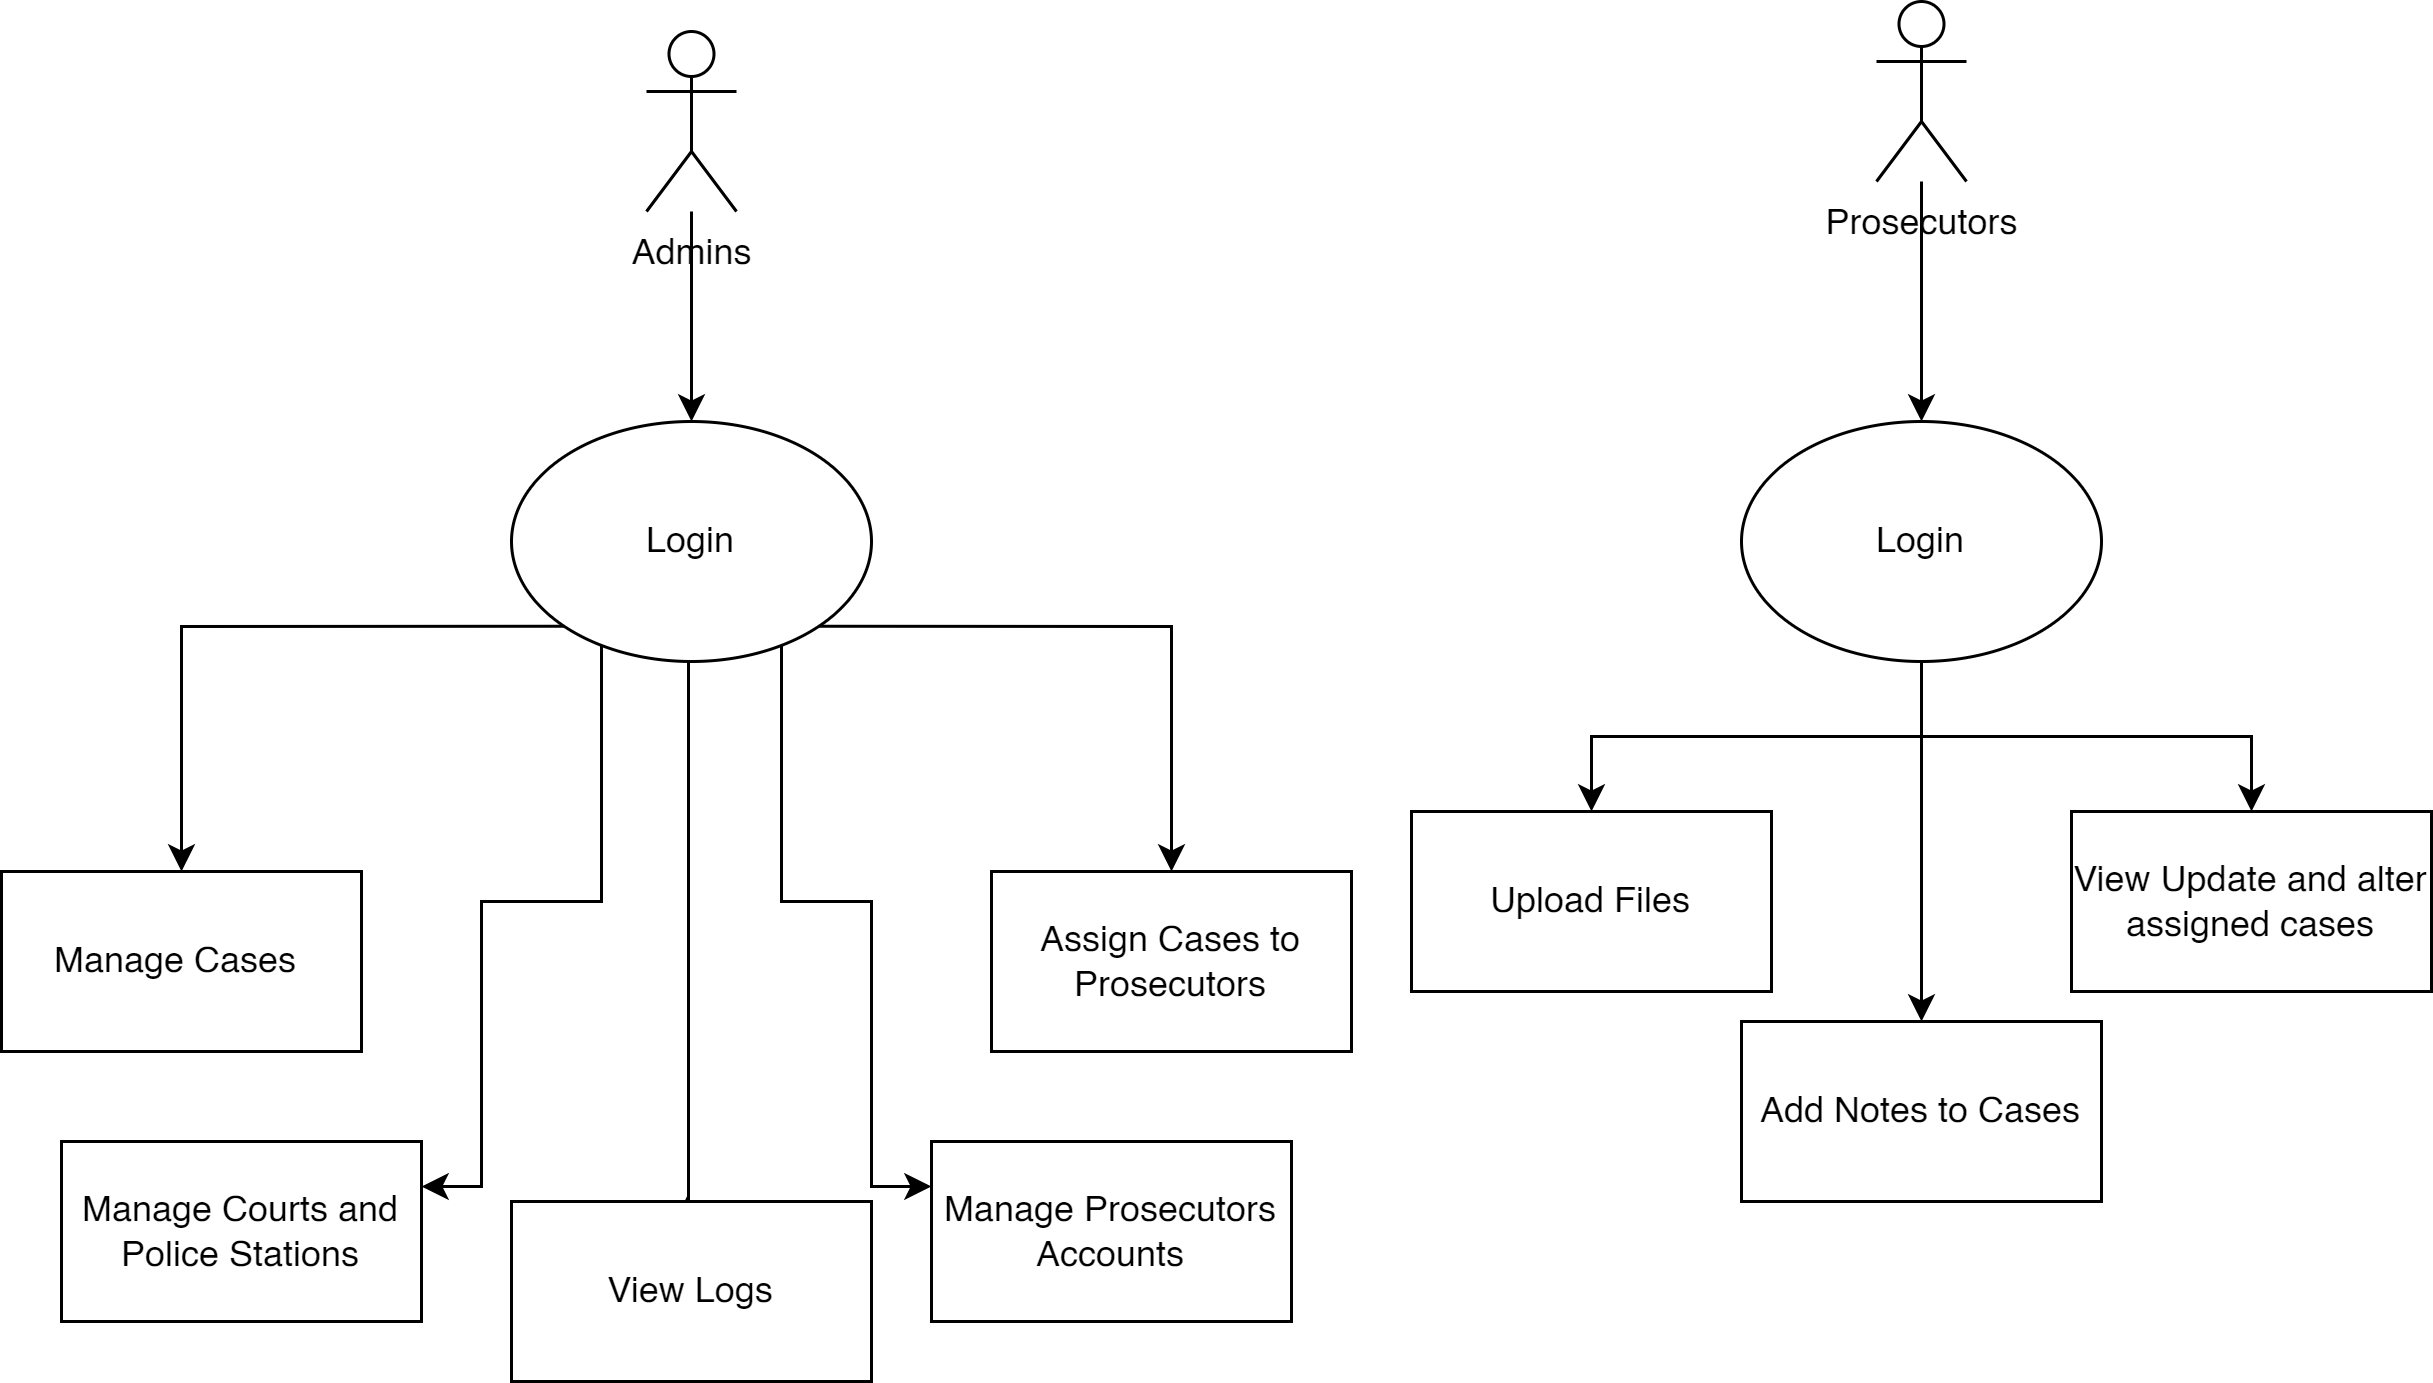 Admins
Login
Manage Cases
Assign Cases to
Prosecutors
Manage Courts and
Police Stations
View Logs
Manage Prosecutors
Accounts
Prosecutors
Login
Upload Files
View Update and alter
assigned cases
Add Notes to Cases